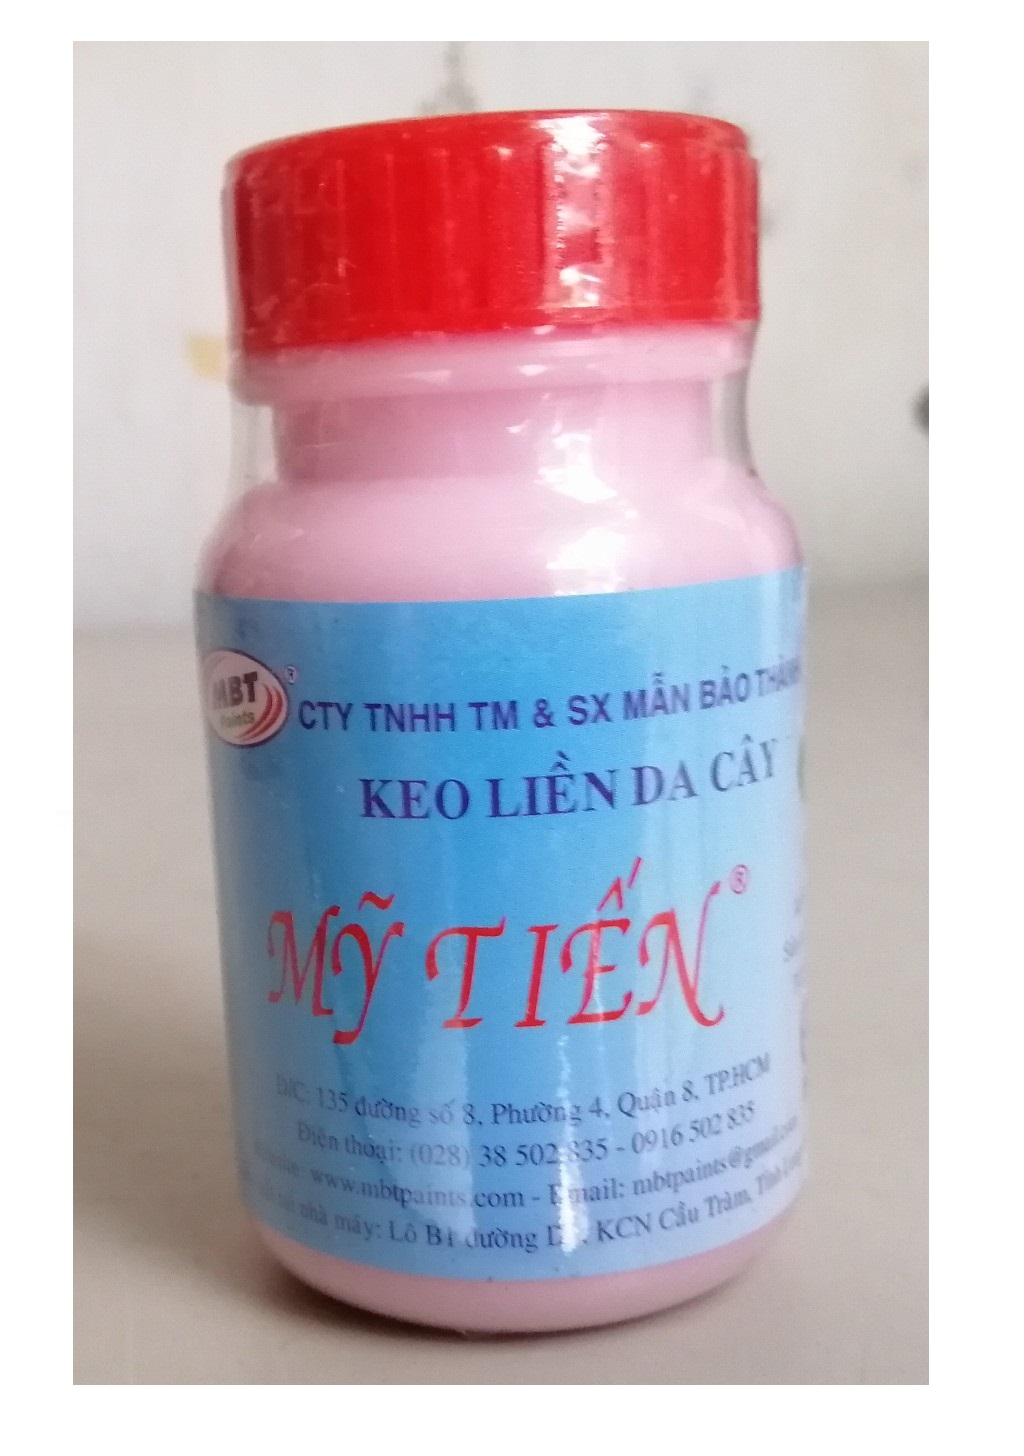 MBT
Paints
®
CTY TNHH TM & SX MẪN BẢO THÀNH
KEO LIỀN DA CÂY
MỸ TIẾN ®
Đ/C: 135 đường số 8, Phường 4, Quận 8, TP.HCM
Điện thoại: (028) 38 502 835 - 0916 502 835
Website: www.mbtpaints.com - Email: mbtpaints@gmail.com
nhà máy: Lô B1 đường KCN Cầu Tràm, Tỉnh